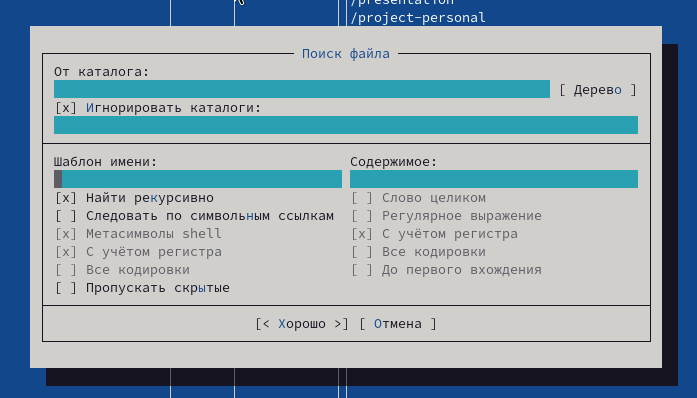 /presentation
/project-personal
Поиск файла
От каталога:
[ Дерево ]
[x] Игнорировать каталоги:
Шаблон имени: Содержимое:
[x] Найти рекурсивно [ ] Слово целиком
[ ] Следовать по символьным ссылкам [ ] Регулярное выражение
[x] Метасимволы shell [x] С учётом регистра
[x] С учётом регистра [ ] Все кодировки
[ ] Все кодировки [ ] До первого вхождения
[ ] Пропускать скрытые
[< Хорошо >] [ Отмена ]